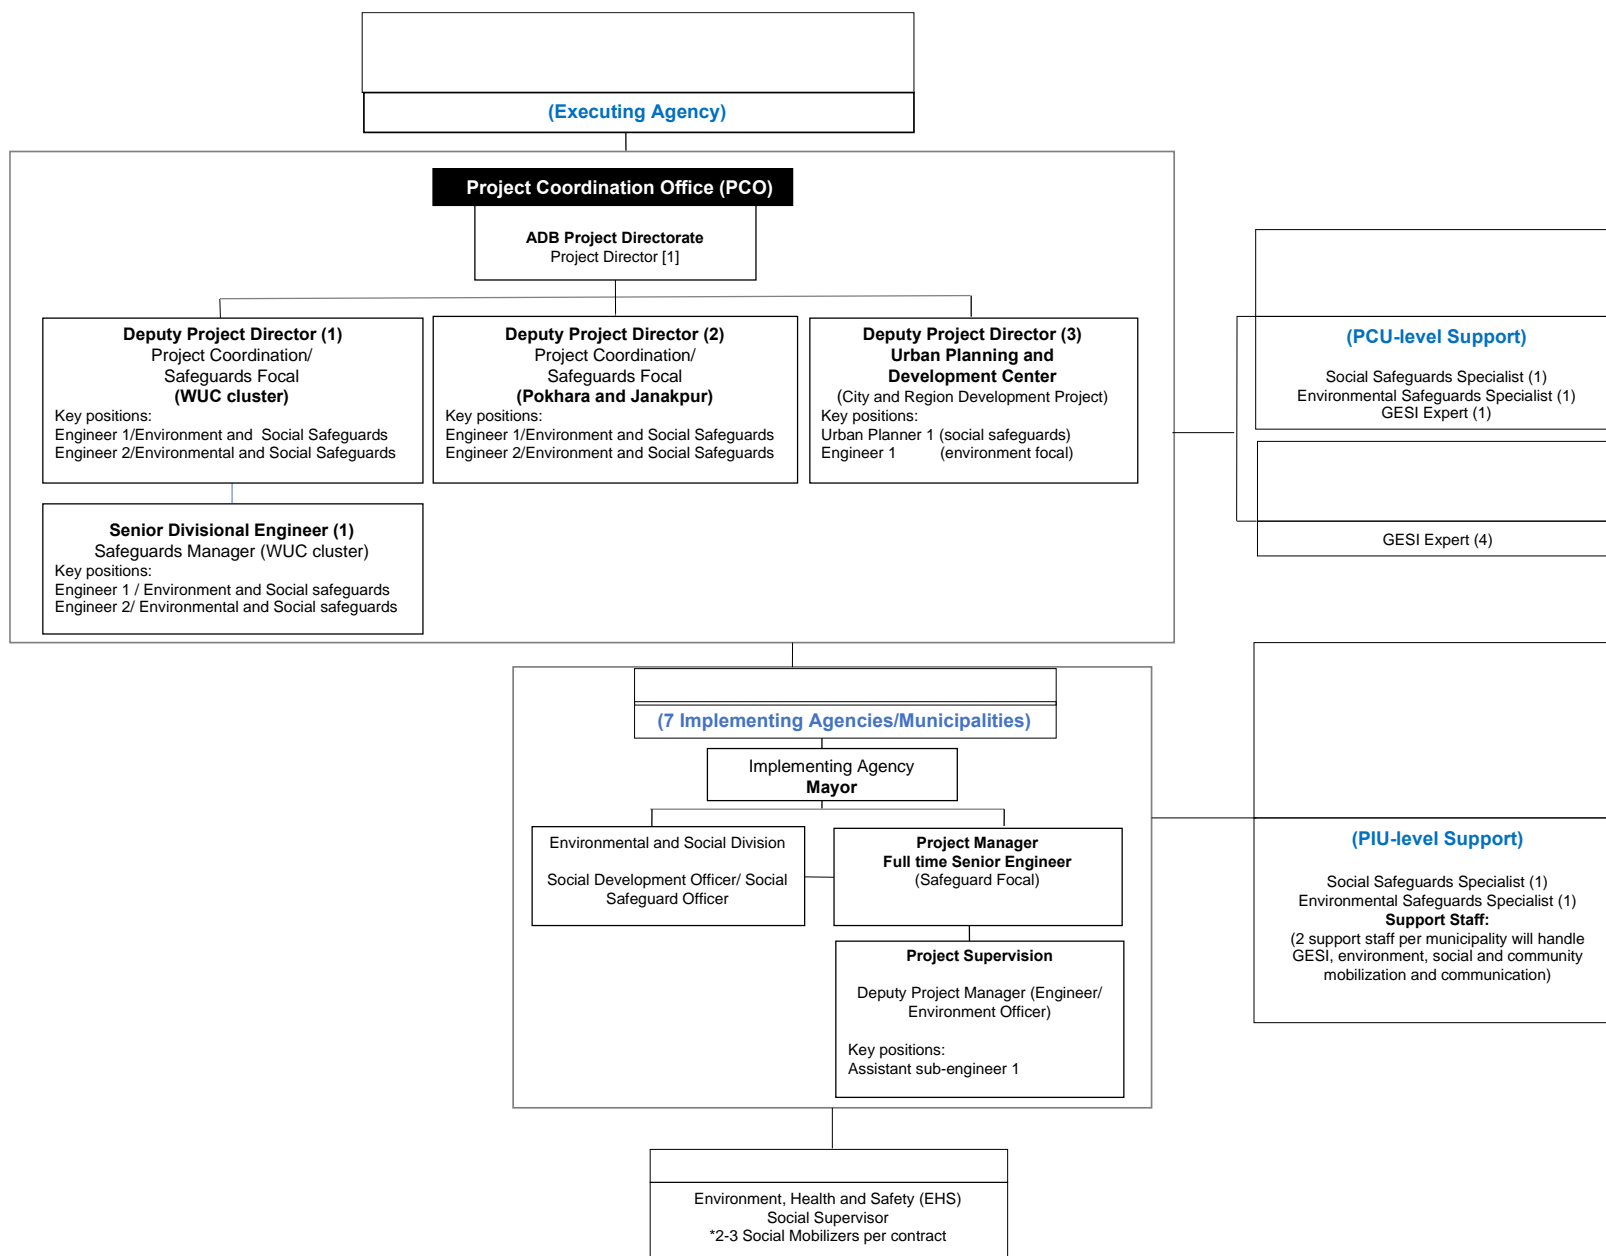 (Executing Agency)
Project Coordination Office (PCO)
ADB Project Directorate
Project Director [1]
Deputy Project Director (1)
Project Coordination/
Safeguards Focal
(WUC cluster)
Key positions:
Engineer 1/Environment and  Social Safeguards
Engineer 2/Environmental and Social Safeguards
Deputy Project Director (2)
Project Coordination/
Safeguards Focal
(Pokhara and Janakpur)
Key positions:
Engineer 1/Environment and Social Safeguards
Engineer 2/Environment and Social Safeguards
Deputy Project Director (3)
Urban Planning and
Development Center
(City and Region Development Project)
Key positions:
Urban Planner 1 (social safeguards)
Engineer 1 (environment focal)
Senior Divisional Engineer (1)
Safeguards Manager (WUC cluster)
Key positions:
Engineer 1 / Environment and Social safeguards
Engineer 2/ Environmental and Social safeguards
(PCU-level Support)
Social Safeguards Specialist (1)
Environmental Safeguards Specialist (1)
GESI Expert (1)
GESI Expert (4)
(7 Implementing Agencies/Municipalities)
Implementing Agency
Mayor
Environmental and Social Division
Social Development Officer/ Social
Safeguard Officer
Project Manager
Full time Senior Engineer
(Safeguard Focal)
Project Supervision
Deputy Project Manager (Engineer/
Environment Officer)
Key positions:
Assistant sub-engineer 1
(PIU-level Support)
Social Safeguards Specialist (1)
Environmental Safeguards Specialist (1)
Support Staff:
(2 support staff per municipality will handle
GESI, environment, social and community
mobilization and communication)
Environment, Health and Safety (EHS)
Social Supervisor
*2-3 Social Mobilizers per contract